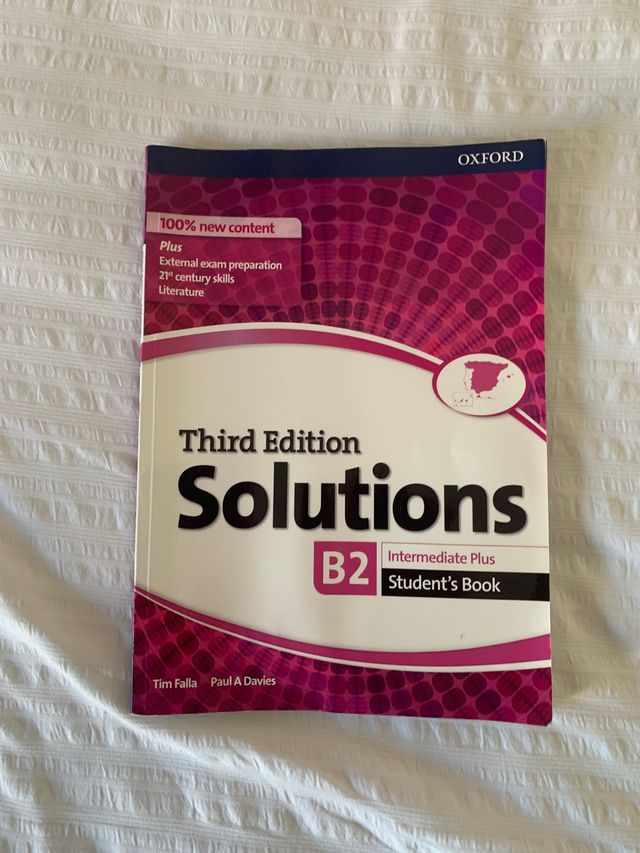 OXFORD
100% new content
Plus
External exam preparation
21st century skills
Literature
Third Edition
Solutions
B2
Intermediate Plus
Student's Book
Tim Falla Paul A Davies